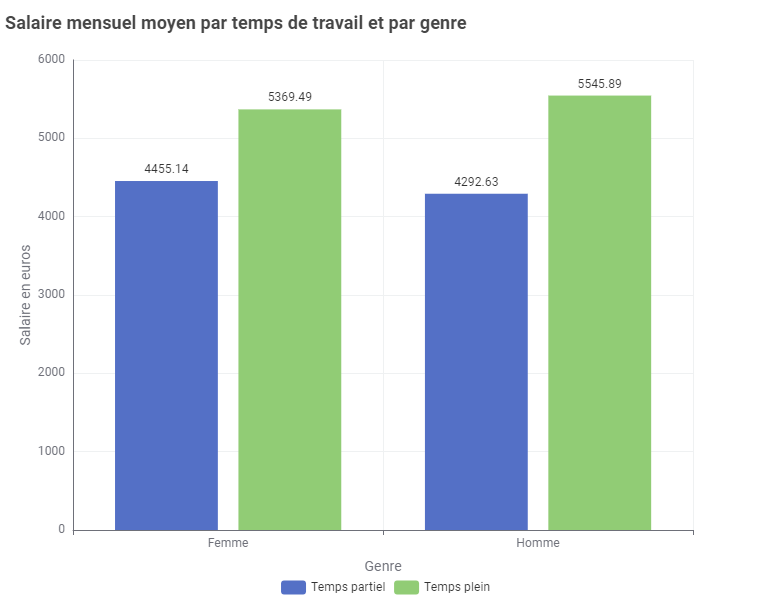 Salaire mensuel moyen par temps de travail et par genre
6000
5545.89
5369.49
5000
4455.14
4292.63
4000
Salaire en euros
3000
2000
1000
0
Femme
Homme
Genre
Temps partiel
Temps plein